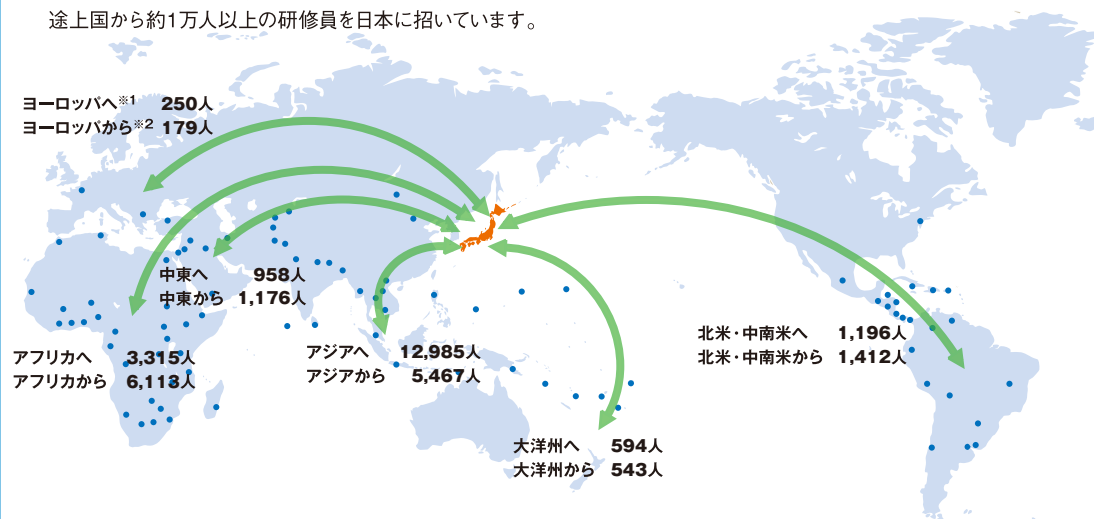 途上国から約1万人以上の研修員を日本に招いています。
ヨーロッパへ※1 250人
ヨーロッパから※2 179人
中東へ 958人
中東から 1,176人
アフリカへ 3,315人
アフリカから 6,113人
アジアへ 12,985人
アジアから 5,467人
北米・中南米へ 1,196人
北米・中南米から 1,412人
大洋州へ 594人
大洋州から 543人